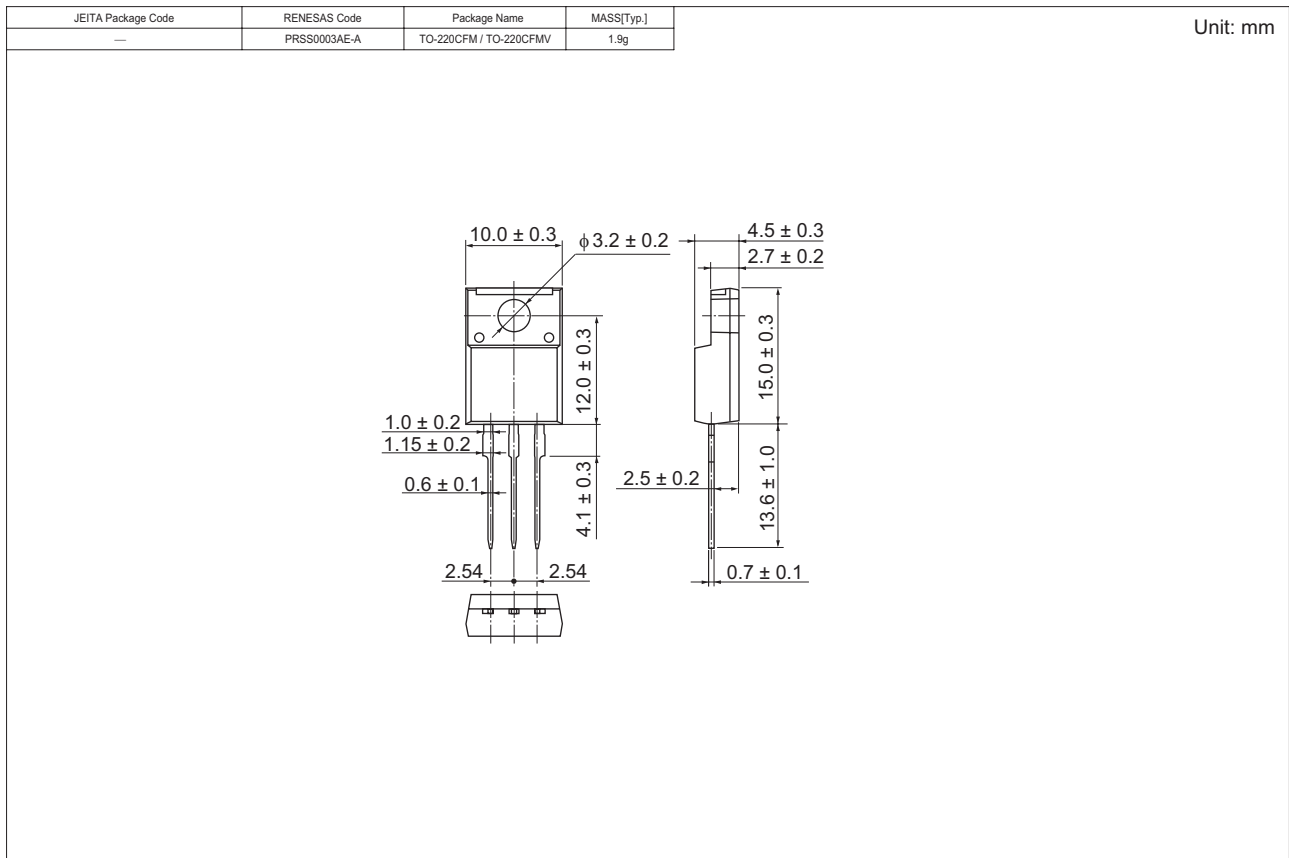 JEITA Package Code RENESAS Code Package Name MASS[Typ.]
— PRSS0003AE-A TO-220CFM / TO-220CFMV 1.9g
Unit: mm
10.0 ± 0.3
ϕ 3.2 ± 0.2
4.5 ± 0.3
2.7 ± 0.2
12.0 ± 0.3
15.0 ± 0.3
1.0 ± 0.2
1.15 ± 0.2
0.6 ± 0.1
4.1 ± 0.3
2.5 ± 0.2
13.6 ± 1.0
2.54 2.54
0.7 ± 0.1